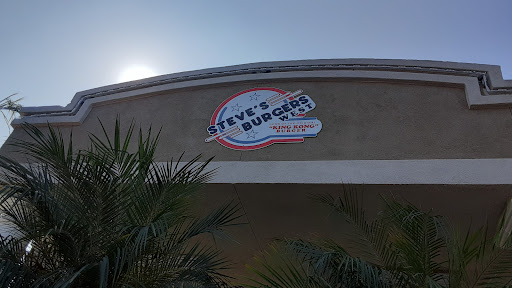 STEVE'S
BURGERS
WEST
"KING KONG"
BURGER